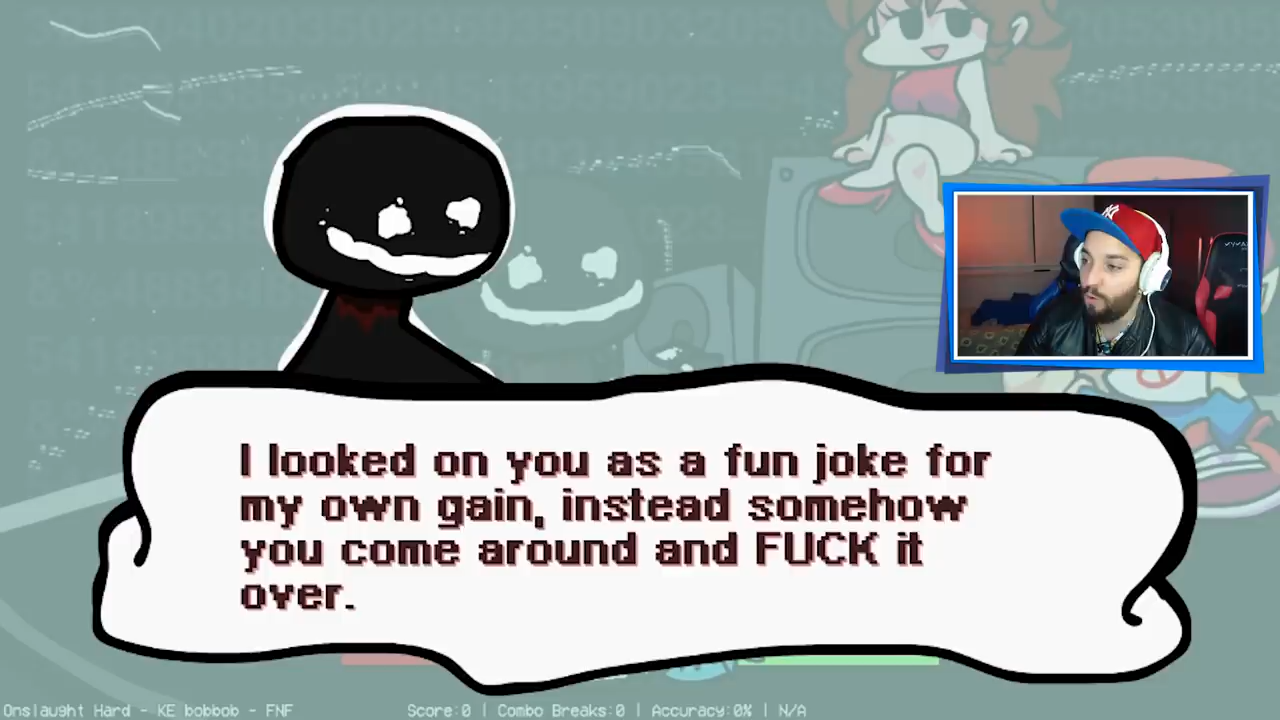 I looked on you as a fun joke for
my own gain, instead somehow
you come around and FUCK it
over.
Onslaught Hard - KE bobbob - FNF
Score:0 | Combo Breaks:0 | Accuracy:0% | N/A